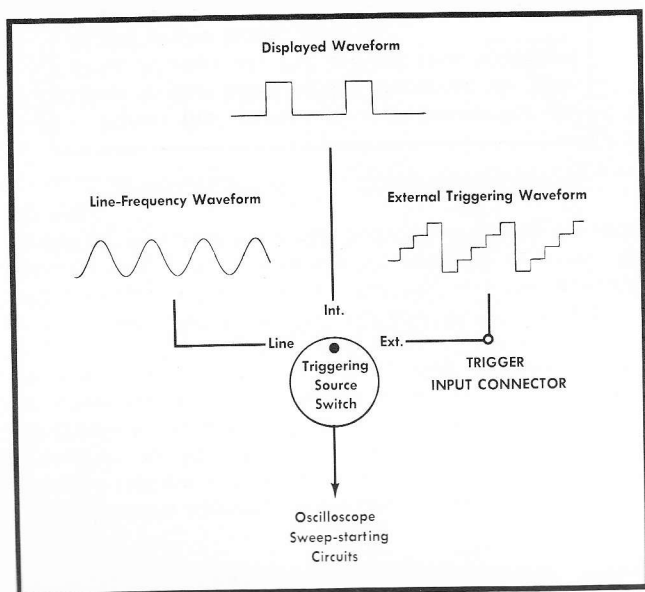 Displayed Waveform
Line-Frequency Waveform
External Triggering Waveform
Int.
Line
Ext.
Triggering
Source
Switch
TRIGGER
INPUT CONNECTOR
Oscilloscope
Sweep-starting
Circuits